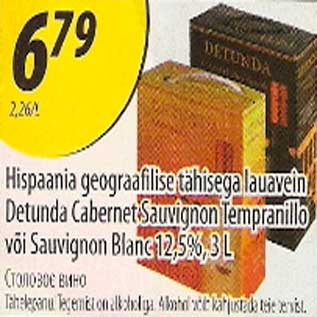 6 79
2,26/L
DETUNDA
Hispaania geograafilise tähisega lauavein
Detunda Cabernet Sauvignon Tempranillo
või Sauvignon Blanc 12,5%, 3 L
Столовое вино
Tähelepanu! Tegemist on alkoholiga. Alkohol võib kahjustada teie tervist.